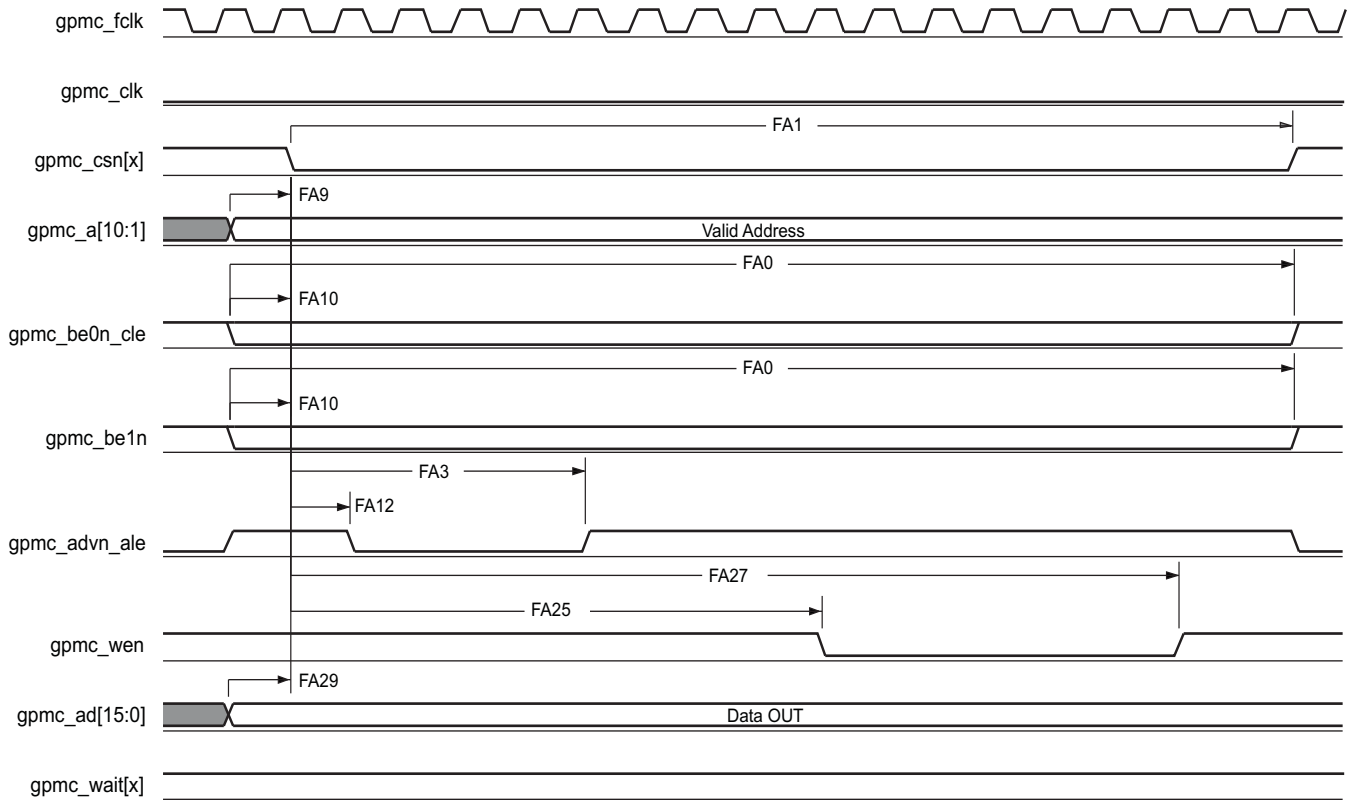 gpmc_fclk
gpmc_clk
FA1
gpmc_csn[x]
FA9
gpmc_a[10:1]
Valid Address
FA0
FA10
gpmc_be0n_cle
FA0
FA10
gpmc_be1n
FA3
FA12
gpmc_advn_ale
FA27
FA25
gpmc_wen
FA29
gpmc_ad[15:0]
Data OUT
gpmc_wait[x]